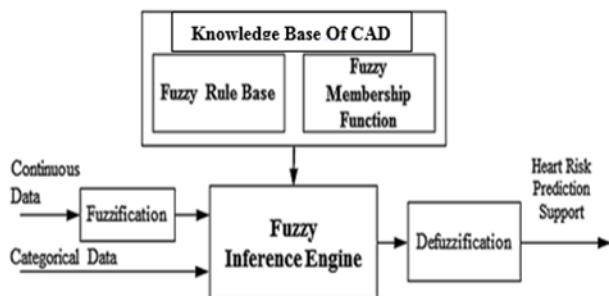 Knowledge Base Of CAD
Fuzzy Rule Base
Fuzzy
Membership
Function
Continuous
Data
Fuzzification
Categorical Data
Fuzzy
Inference Engine
Defuzzification
Heart Risk
Prediction
Support